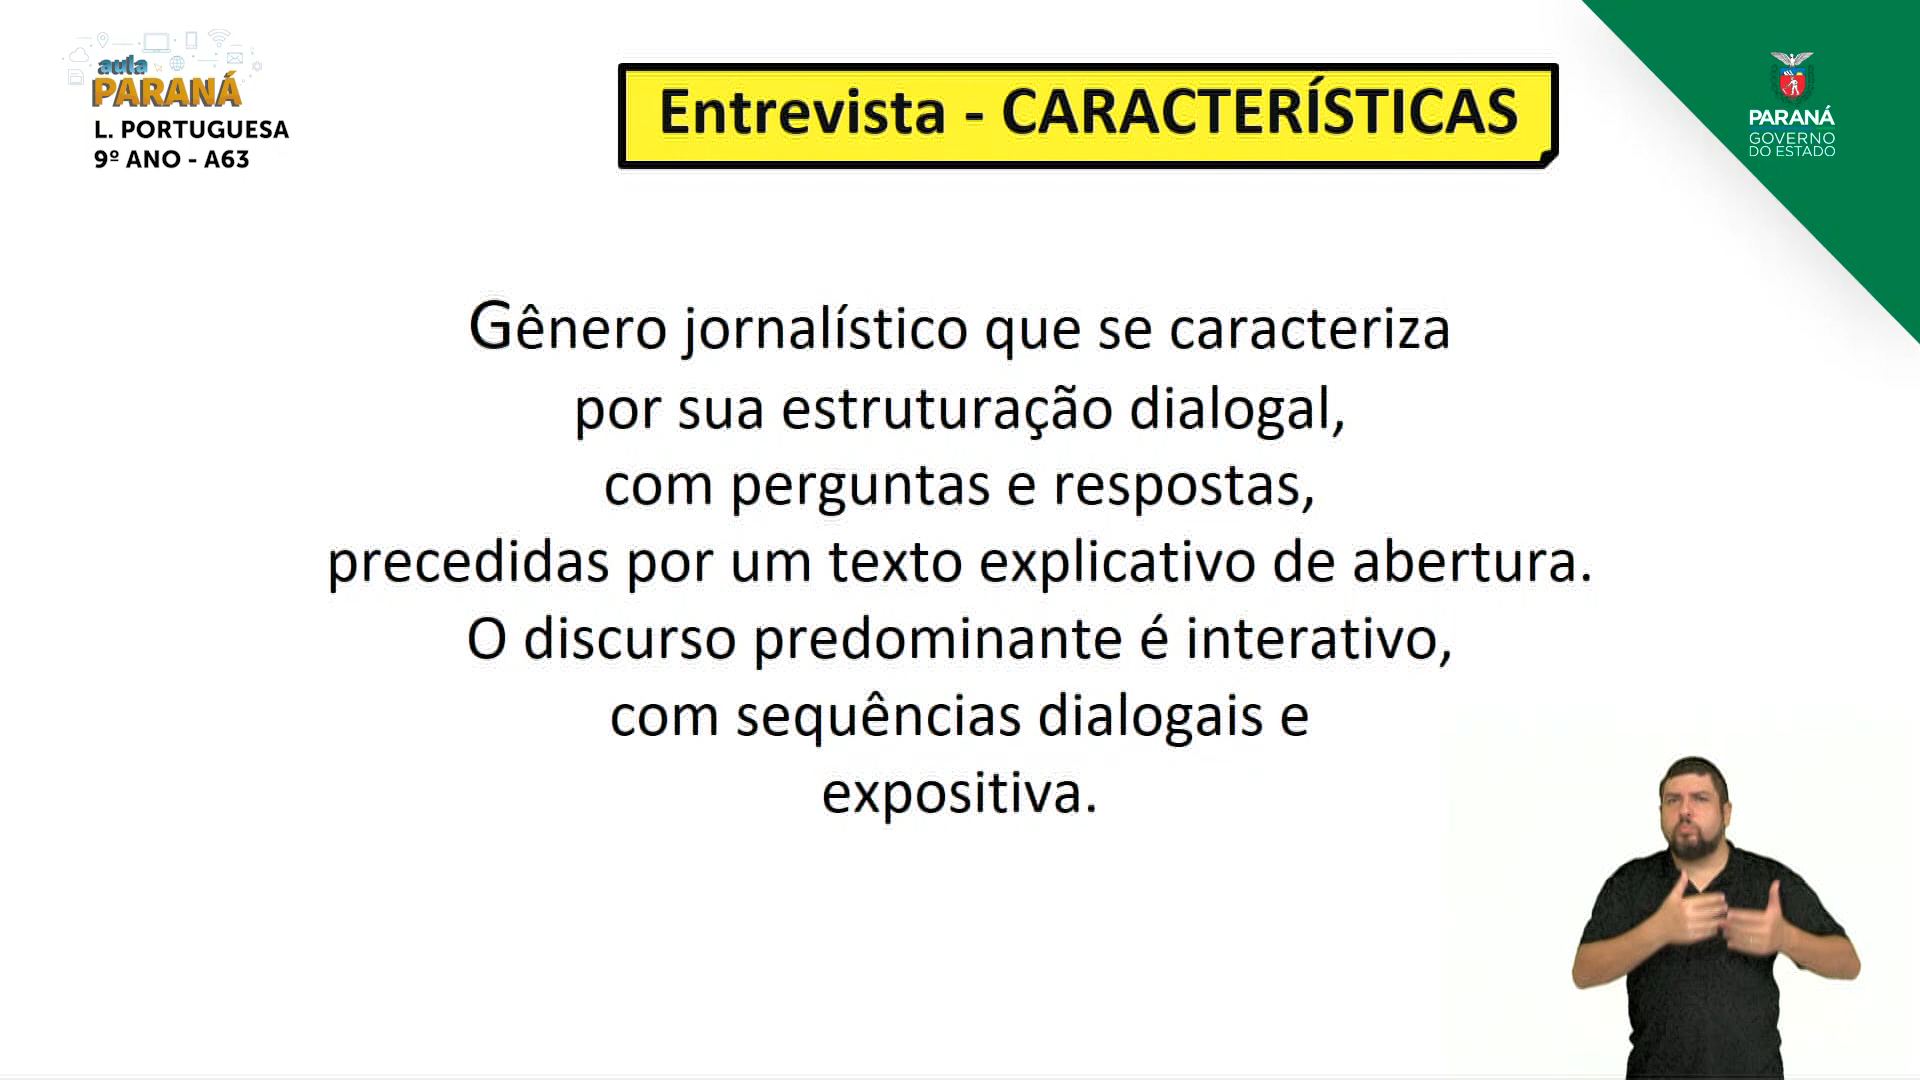 aula
PARANÁ
L. PORTUGUESA
9º ANO - A63
Entrevista - CARACTERÍSTICAS
PARANÁ
GOVERNO
DO ESTADO
Gênero jornalístico que se caracteriza
por sua estruturação dialogal,
com perguntas e respostas,
precedidas por um texto explicativo de abertura.
O discurso predominante é interativo,
com sequências dialogais e
expositiva.